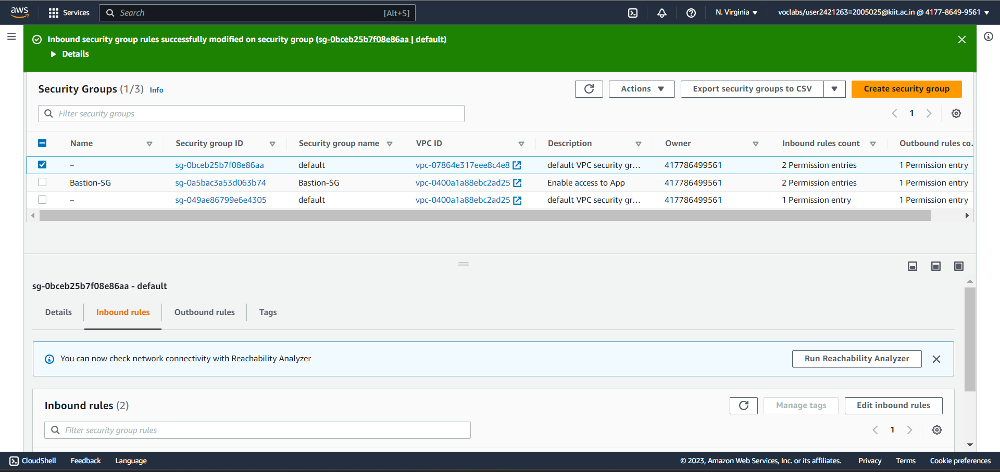 aws
Services
Search
[Alt+S]
N. Virginia
voclabs/user2421263=2005025@kiit.ac.in @ 4177-8649-9561
Inbound security group rules successfully modified on security group (sg-0bceb25b7f08e86aa | default)
Details
Security Groups (1/3) Info
Actions
Export security groups to CSV
Create security group
Filter security groups
1
Name Security group ID Security group name VPC ID Description Owner Inbound rules count Outbound rules co...
– sg-0bceb25b7f08e86aa default vpc-07864e317eee8c4e8 default VPC security gr... 417786499561 2 Permission entries 1 Permission entry
Bastion-SG sg-0a5bac3a53d063b74 Bastion-SG vpc-0400a1a88ebc2ad25 Enable access to App 417786499561 2 Permission entries 1 Permission entry
– sg-049ae86799e6e4305 default vpc-0400a1a88ebc2ad25 default VPC security gr... 417786499561 1 Permission entry 1 Permission entry
sg-0bceb25b7f08e86aa - default
Details
Inbound rules
Outbound rules
Tags
You can now check network connectivity with Reachability Analyzer
Run Reachability Analyzer
Inbound rules (2)
Manage tags
Edit inbound rules
Filter security group rules
1
CloudShell
Feedback
Language
© 2023, Amazon Web Services, Inc. or its affiliates.
Privacy
Terms
Cookie preferences